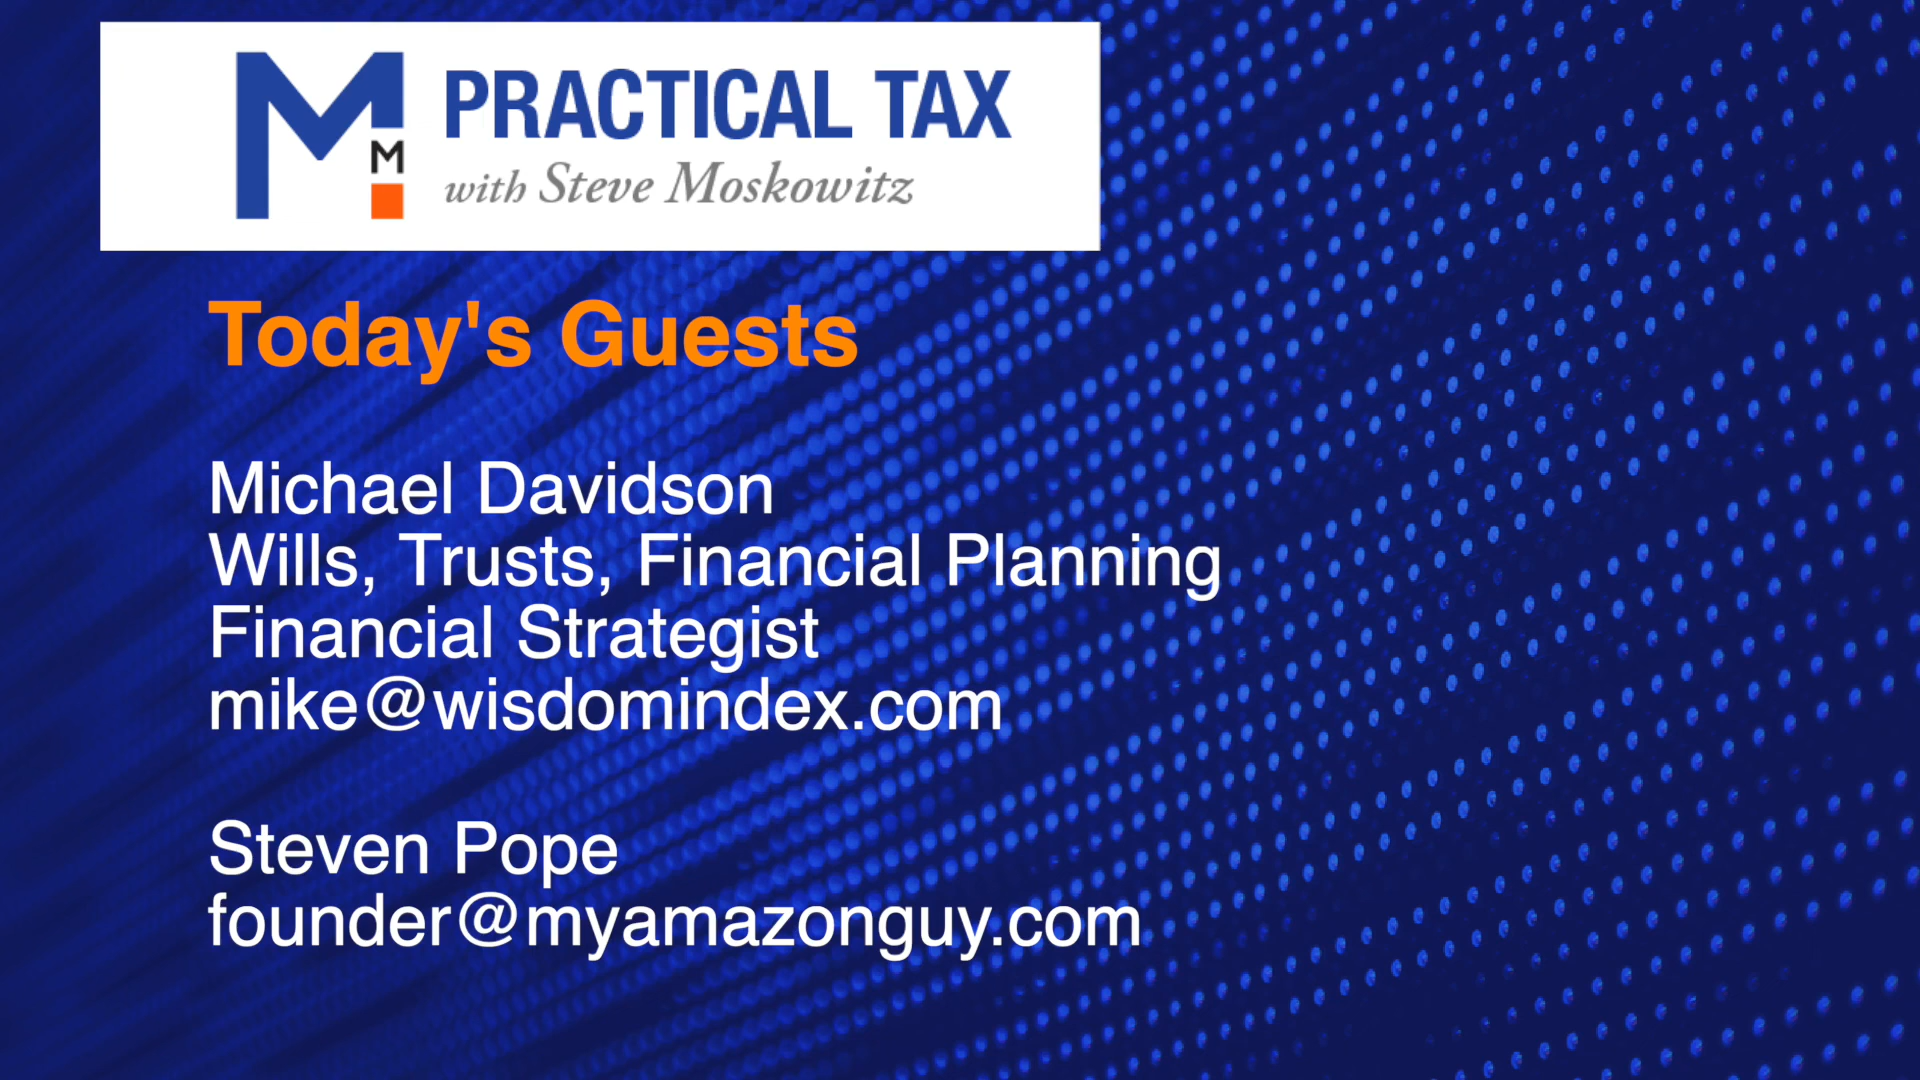 M
M
PRACTICAL TAX
with Steve Moskowitz
Today's Guests
Michael Davidson
Wills, Trusts, Financial Planning
Financial Strategist
mike@wisdomindex.com
Steven Pope
founder@myamazonguy.com